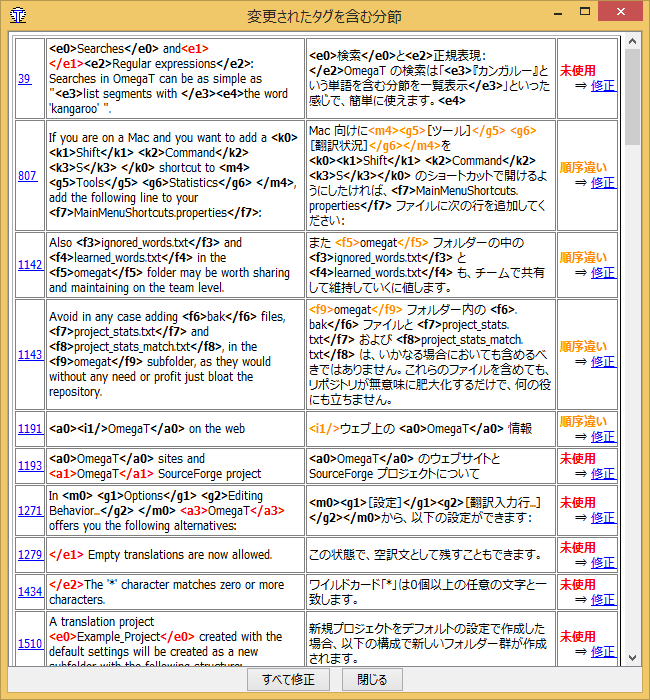 変更されたタグを含む分節
39
<e0>Searches</e0> and<e1>
</e1><e2>Regular expressions</e2>:
Searches in OmegaT can be as simple as
"<e3>list segments with </e3><e4>the word
'kangaroo' ".
<e0>検索</e0>と<e2>正規表現:
</e2>OmegaT の検索は「<e3>『カンガルー』と
いう単語を含む分節を一覧表示</e3>」といった
感じで、簡単に使えます。<e4>
未使用
⇒ 修正
807
If you are on a Mac and you want to add a <k0>
<k1>Shift</k1> <k2>Command</k2>
<k3>S</k3> </k0> shortcut to <m4>
<g5>Tools</g5> <g6>Statistics</g6> </m4>,
add the following line to your
<f7>MainMenuShortcuts.properties</f7>:
Mac 向けに<m4><g5>[ツール]</g5> <g6>
[翻訳状況]</g6></m4>を
<k0><k1>Shift</k1> <k2>Command</k2>
<k3>S</k3></k0> のショートカットで開けるよ
うにしたければ、<f7>MainMenuShortcuts.
properties</f7> ファイルに次の行を追加してく
ださい:
順序違い
⇒ 修正
1142
Also <f3>ignored_words.txt</f3> and
<f4>learned_words.txt</f4> in the
<f5>omegat</f5> folder may be worth sharing
and maintaining on the team level.
また <f5>omegat</f5> フォルダーの中の
<f3>ignored_words.txt</f3> と
<f4>learned_words.txt</f4> も、チームで共有
して維持していくに値します。
順序違い
⇒ 修正
1143
Avoid in any case adding <f6>bak</f6> files,
<f7>project_stats.txt</f7> and
<f8>project_stats_match.txt</f8>, in the
<f9>omegat</f9> subfolder, as they would
without any need or profit just bloat the
repository.
<f9>omegat</f9> フォルダー内の <f6>.
bak</f6> ファイルと <f7>project_stats.
txt</f7> および <f8>project_stats_match.
txt</f8> は、いかなる場合においても含めるべ
きではありません。これらのファイルを含めても、
リポジトリが無意味に肥大化するだけで、何の役
にも立ちません。
順序違い
⇒ 修正
1191
<a0><i1/>OmegaT</a0> on the web
<i1/>ウェブ上の <a0>OmegaT</a0> 情報
順序違い
⇒ 修正
1193
<a0>OmegaT</a0> sites and
<a1>OmegaT</a1> SourceForge project
<a0>OmegaT</a0> のウェブサイトと
SourceForge プロジェクトについて
未使用
⇒ 修正
1271
In <m0> <g1>Options</g1> <g2>Editing
Behavior...</g2> </m0> <a3>OmegaT</a3>
offers you the following alternatives:
<m0><g1>[設定]</g1><g2>[翻訳入力行...]
</g2></m0>から、以下の設定ができます:
未使用
⇒ 修正
1279
</e1> Empty translations are now allowed.
この状態で、空訳文として残すこともできます。
未使用
⇒ 修正
1434
</e2>The '*' character matches zero or more
characters.
ワイルドカード「*」は0個以上の任意の文字と一
致します。
未使用
⇒ 修正
1510
A translation project
<e0>Example_Project</e0> created with the
default settings will be created as a new
subfolder with the following structure:
新規プロジェクトをデフォルトの設定で作成した
場合、以下の構成で新しいフォルダー群が作成
されます。
未使用
⇒ 修正
すべて修正
閉じる